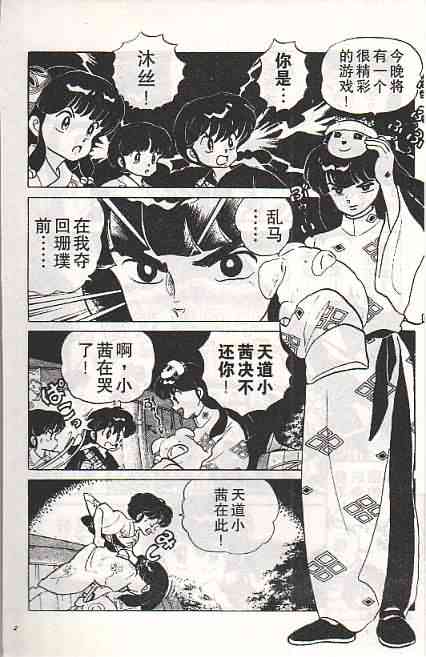 今晚将
有一个
很精彩
的游戏！
你是…
沐丝！
乱马
……
在我夺
回珊璞
前……
天道小
茜决不
还你！
啊，小
茜在哭
了！
天道小
茜在此！
2